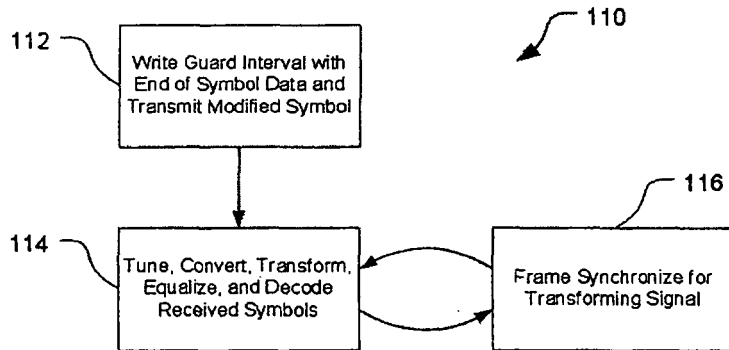 110
112
Write Guard Interval with
End of Symbol Data and
Transmit Modified Symbol
116
114
Tune, Convert, Transform,
Equalize, and Decode
Received Symbols
Frame Synchronize for
Transforming Signal